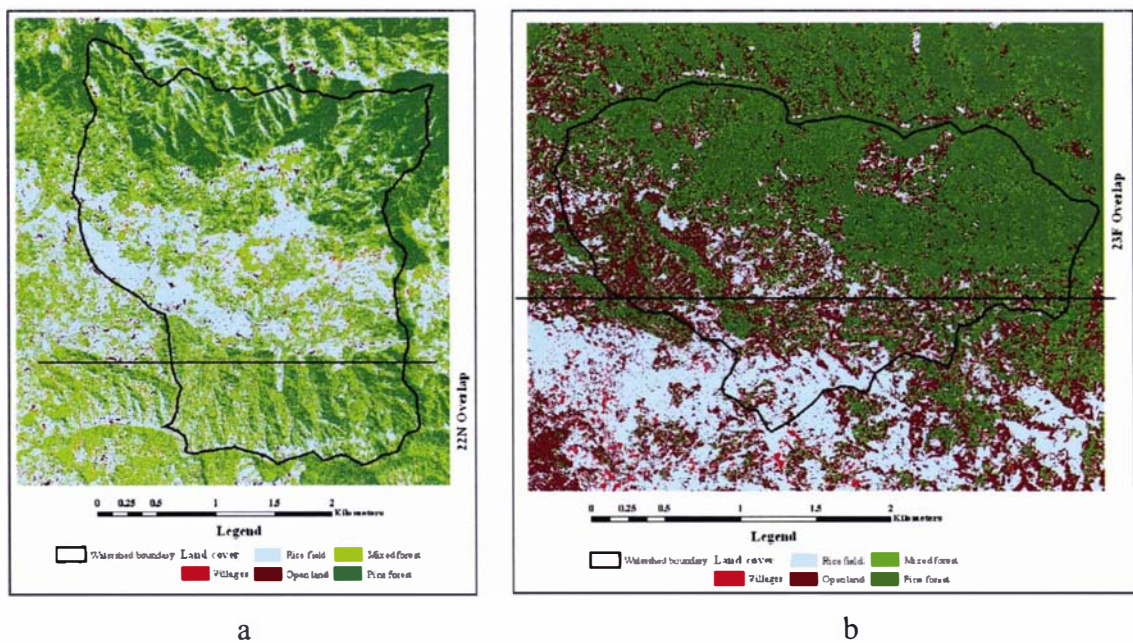 22N Overlap
0 0.25 0.5 1 1.5 2
Kilometers
Legend
Watershed boundary Land cover Rice field Mixed forest
Villages Open land Pine forest
a
23F Overlap
0 0.25 0.5 1 1.5 2
Kilometers
Legend
Watershed boundary Land cover Rice field Mixed forest
Villages Open land Pine forest
b